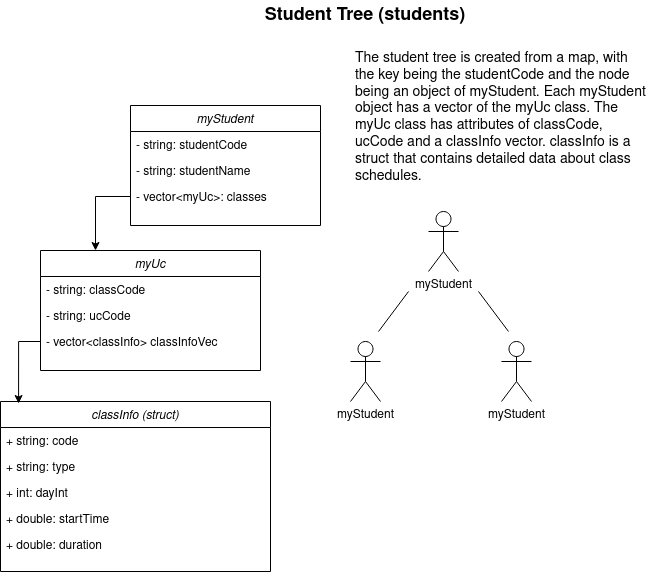 Student Tree (students)
The student tree is created from a map, with
the key being the studentCode and the node
being an object of myStudent. Each myStudent
object has a vector of the myUc class. The
myUc class has attributes of classCode,
ucCode and a classInfo vector. classInfo is a
struct that contains detailed data about class
schedules.
myStudent
- string: studentCode
- string: studentName
- vector<myUc>: classes
myUc
- string: classCode
- string: ucCode
- vector<classInfo> classInfoVec
classInfo (struct)
+ string: code
+ string: type
+ int: dayInt
+ double: startTime
+ double: duration
myStudent
myStudent
myStudent